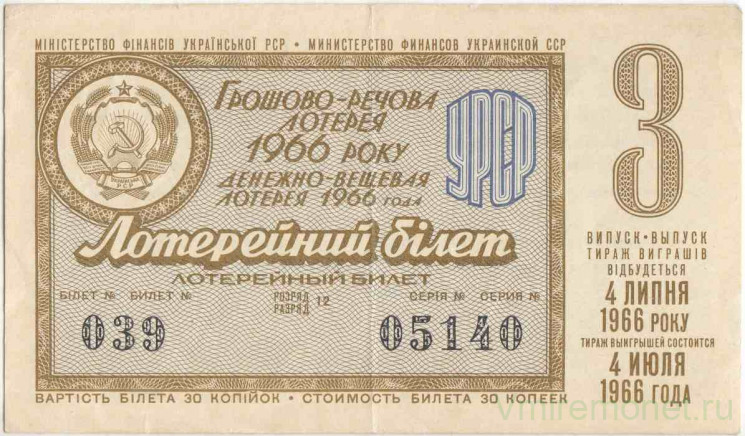 МІНІСТЕРСТВО ФІНАНСІВ УКРАЇНСЬКОЇ РСР • МИНИСТЕРСТВО ФИНАНСОВ УКРАИНСКОЙ ССР
ГРОШОВО-РЕЧОВА
ЛОТЕРЕЯ
1966 РОКУ
ДЕНЕЖНО-ВЕЩЕВАЯ
ЛОТЕРЕЯ 1966 ГОДА
УРСР
Лотерейний білет
ЛОТЕРЕЙНЫЙ БИЛЕТ
БІЛЕТ № БИЛЕТ № РОЗРЯД РАЗРЯД 12 СЕРІЯ № СЕРИЯ №
039 05140
ВАРТІСТЬ БІЛЕТА 30 КОПІЙОК • СТОИМОСТЬ БИЛЕТА 30 КОПЕЕК
3
ВИПУСК • ВЫПУСК
ТИРАЖ ВИГРАШІВ
ВІДБУДЕТЬСЯ
4 ЛИПНЯ
1966 РОКУ
ТИРАЖ ВЫИГРЫШЕЙ СОСТОИТСЯ
4 ИЮЛЯ
1966 ГОДА
vmiremonet.ru